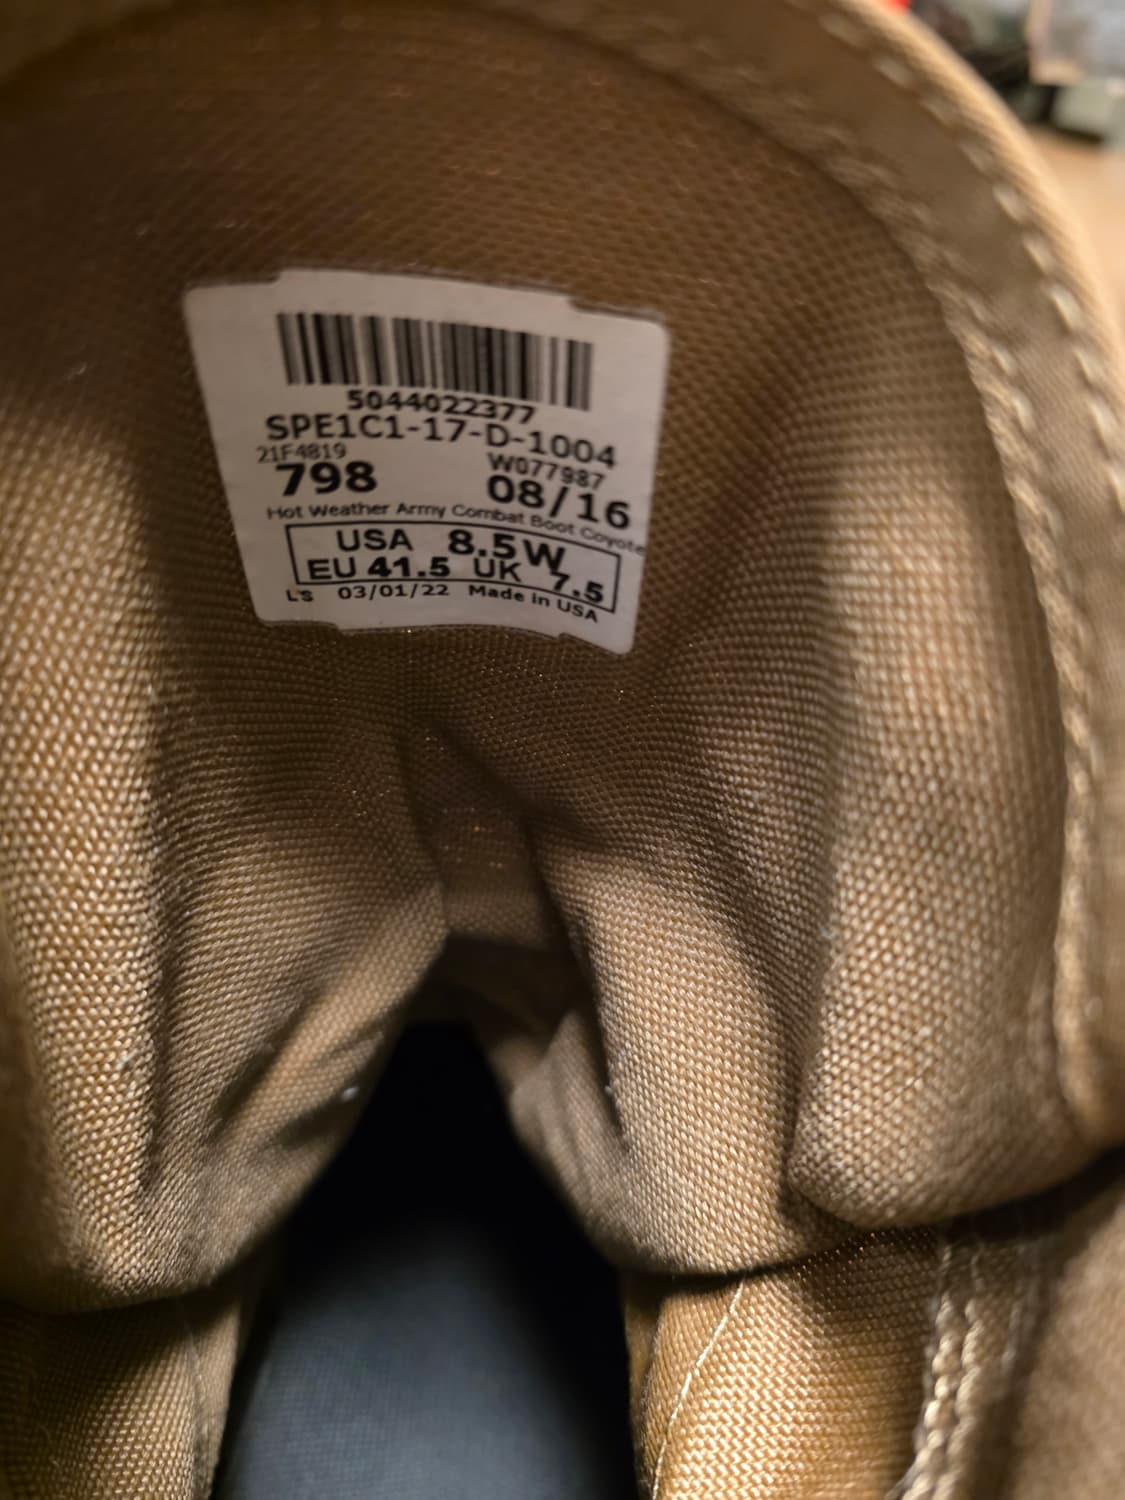 5044022377
SPE1C1-17-D-1004
21F4819 W077987
798 08/16
Hot Weather Army Combat Boot Coyote
USA 8.5W
EU 41.5 UK 7.5
LS 03/01/22 Made in USA